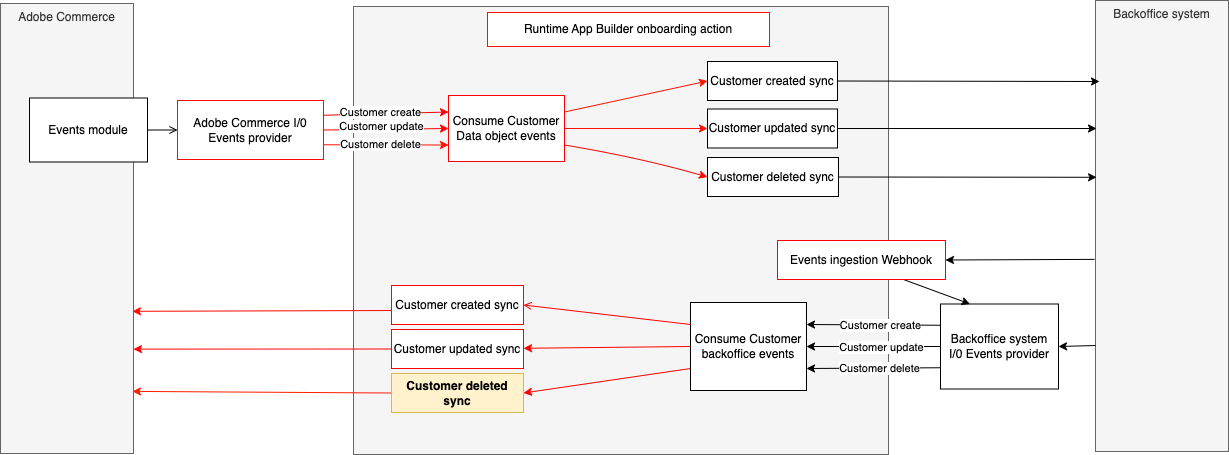 Adobe Commerce
Backoffice system
Runtime App Builder onboarding action
Events module
Adobe Commerce I/0
Events provider
Customer create
Customer update
Customer delete
Consume Customer
Data object events
Customer created sync
Customer updated sync
Customer deleted sync
Events ingestion Webhook
Customer created sync
Customer updated sync
Customer deleted
sync
Consume Customer
backoffice events
Customer create
Customer update
Customer delete
Backoffice system
I/0 Events provider